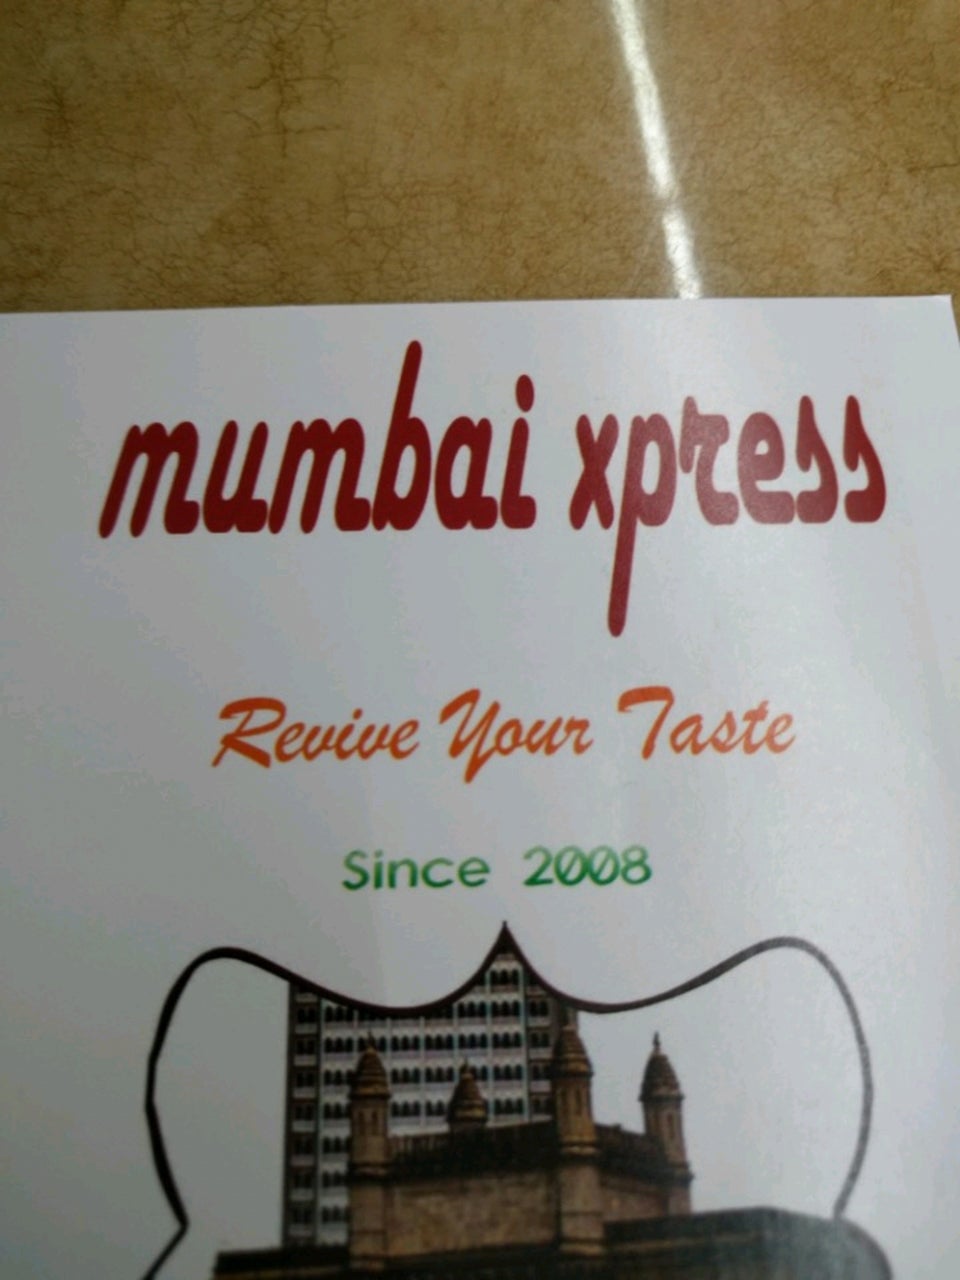 mumbai xpress
Revive Your Taste
Since 2008